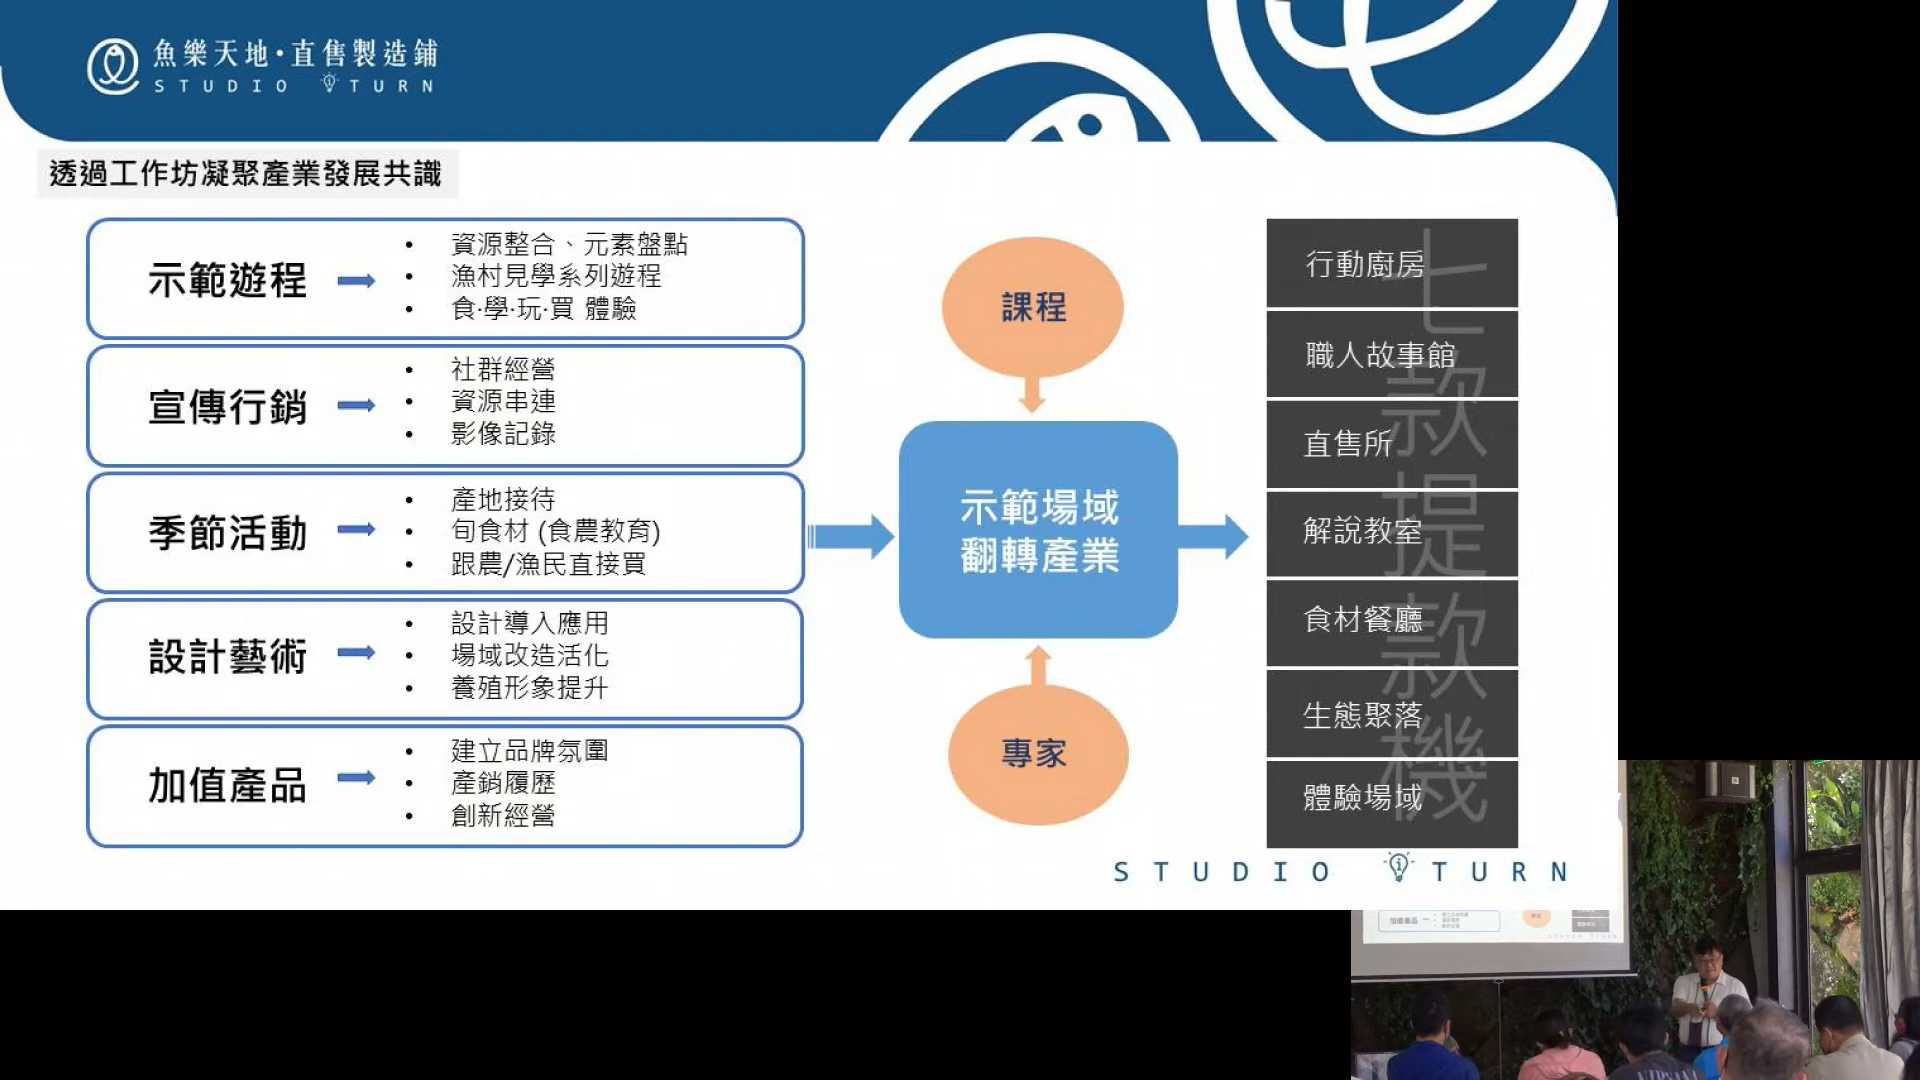 魚樂天地·直售製造鋪
STUDIO TURN
透過工作坊凝聚產業發展共識
示範遊程
• 資源整合、元素盤點
• 漁村見學系列遊程
• 食·學·玩·買 體驗
宣傳行銷
• 社群經營
• 資源串連
• 影像記錄
季節活動
• 產地接待
• 旬食材 (食農教育)
• 跟農/漁民直接買
設計藝術
• 設計導入應用
• 場域改造活化
• 養殖形象提升
加值產品
• 建立品牌氛圍
• 產銷履歷
• 創新經營
課程
示範場域
翻轉產業
專家
七款提款機
行動廚房
職人故事館
直售所
解說教室
食材餐廳
生態聚落
體驗場域
STUDIO iTURN
加值產品